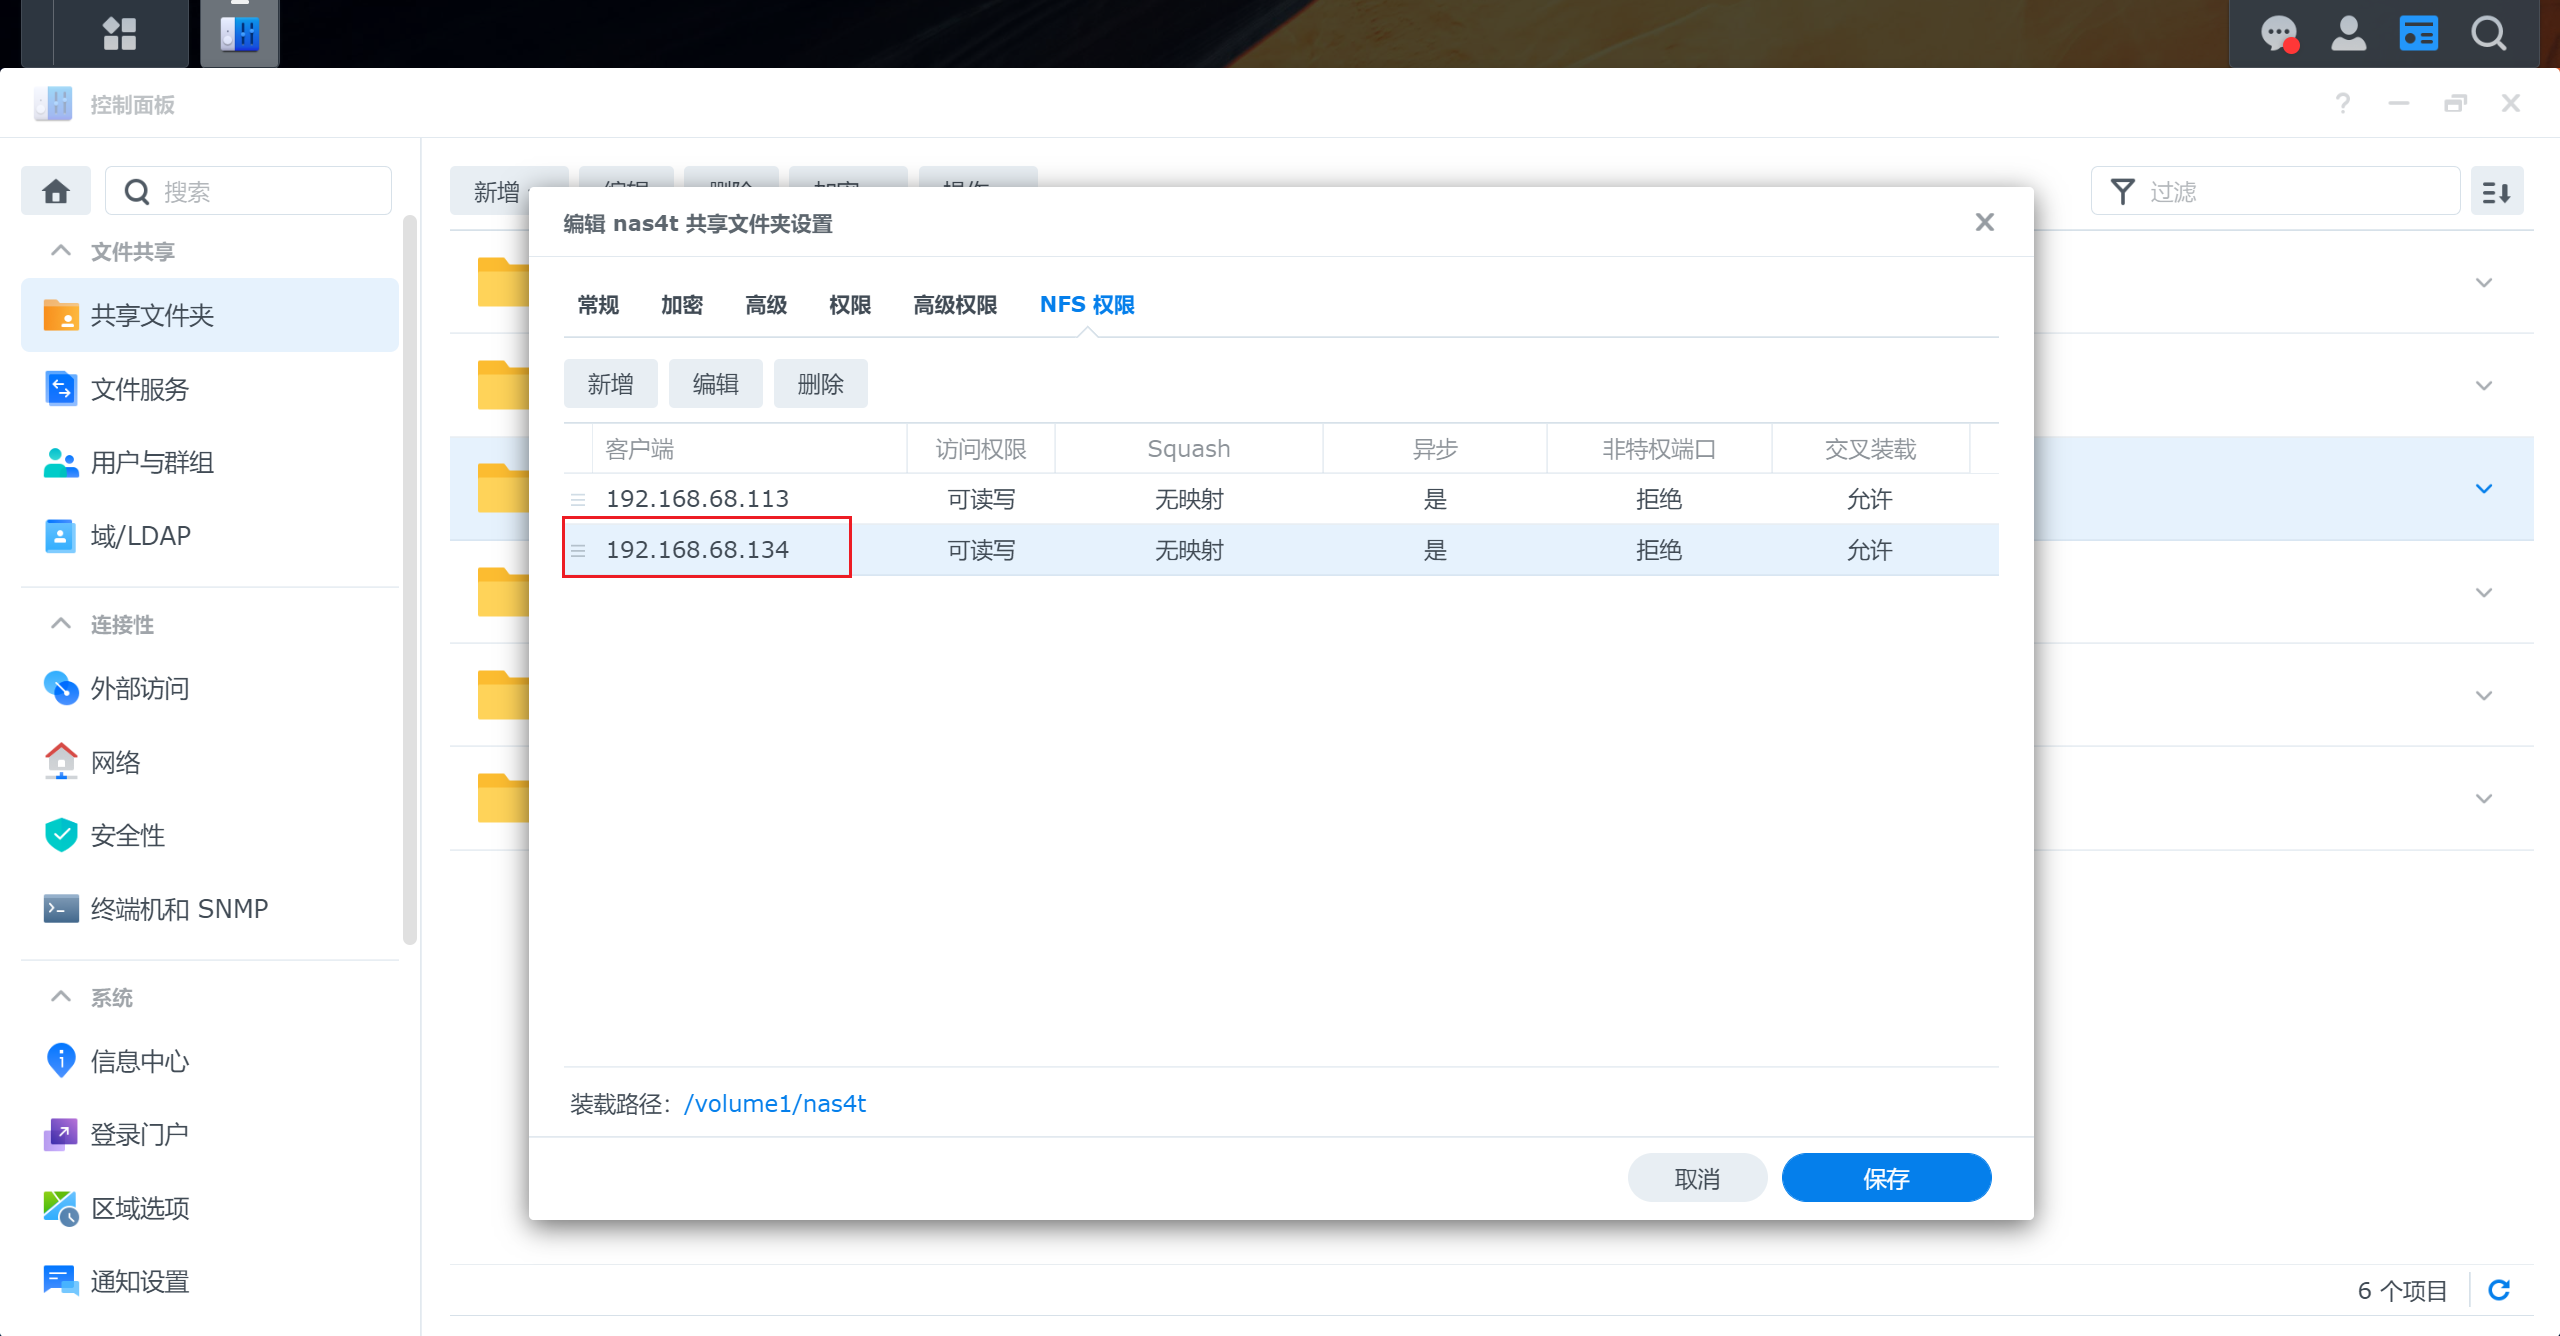 控制面板
搜索
文件共享
共享文件夹
文件服务
用户与群组
域/LDAP
连接性
外部访问
网络
安全性
终端机和 SNMP
系统
信息中心
登录门户
区域选项
通知设置
新增 编辑 删除 加密 操作
过滤
编辑 nas4t 共享文件夹设置
常规 加密 高级 权限 高级权限 NFS 权限
新增 编辑 删除
客户端 访问权限 Squash 异步 非特权端口 交叉装载
192.168.68.113 可读写 无映射 是 拒绝 允许
192.168.68.134 可读写 无映射 是 拒绝 允许
装载路径: /volume1/nas4t
取消 保存
6 个项目